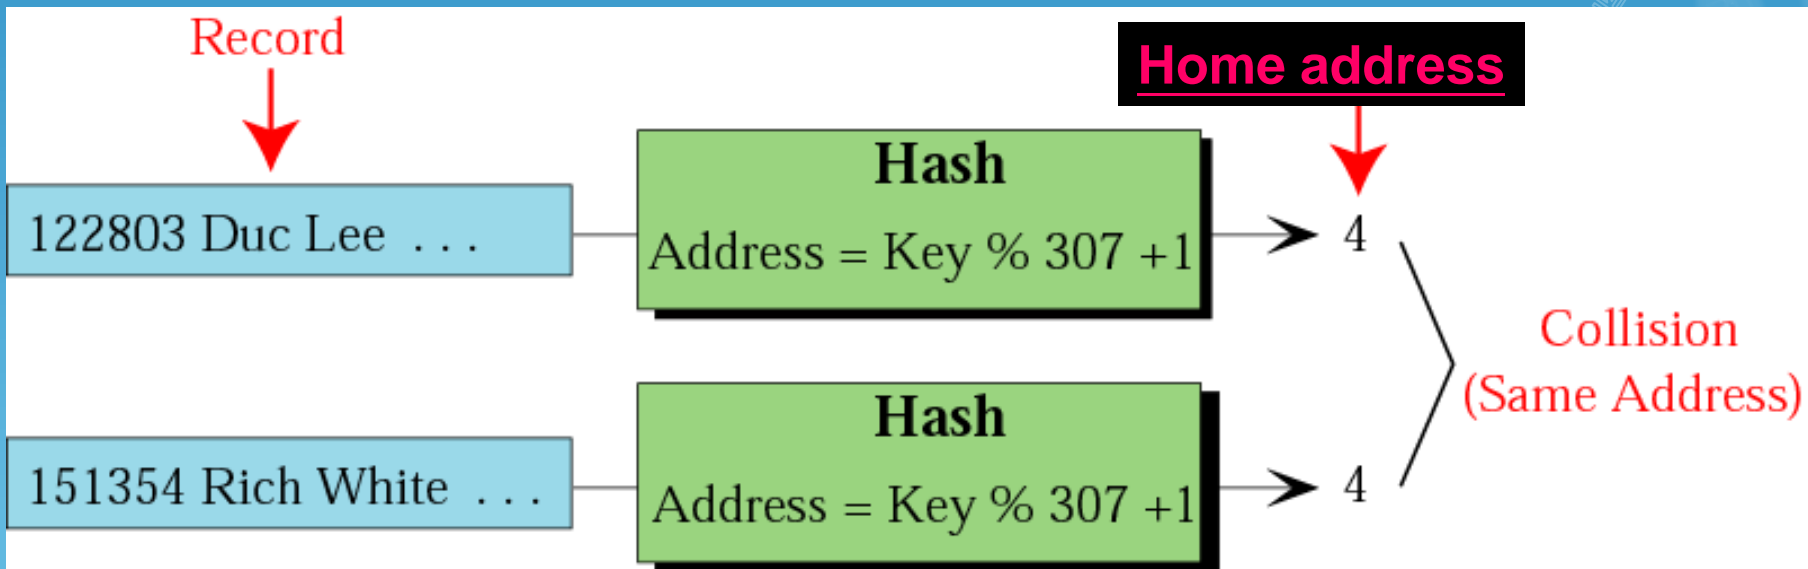 Record
Home address
Hash
122803 Duc Lee . . .
Address = Key % 307 +1
4
Collision
(Same Address)
Hash
151354 Rich White . . .
Address = Key % 307 +1
4